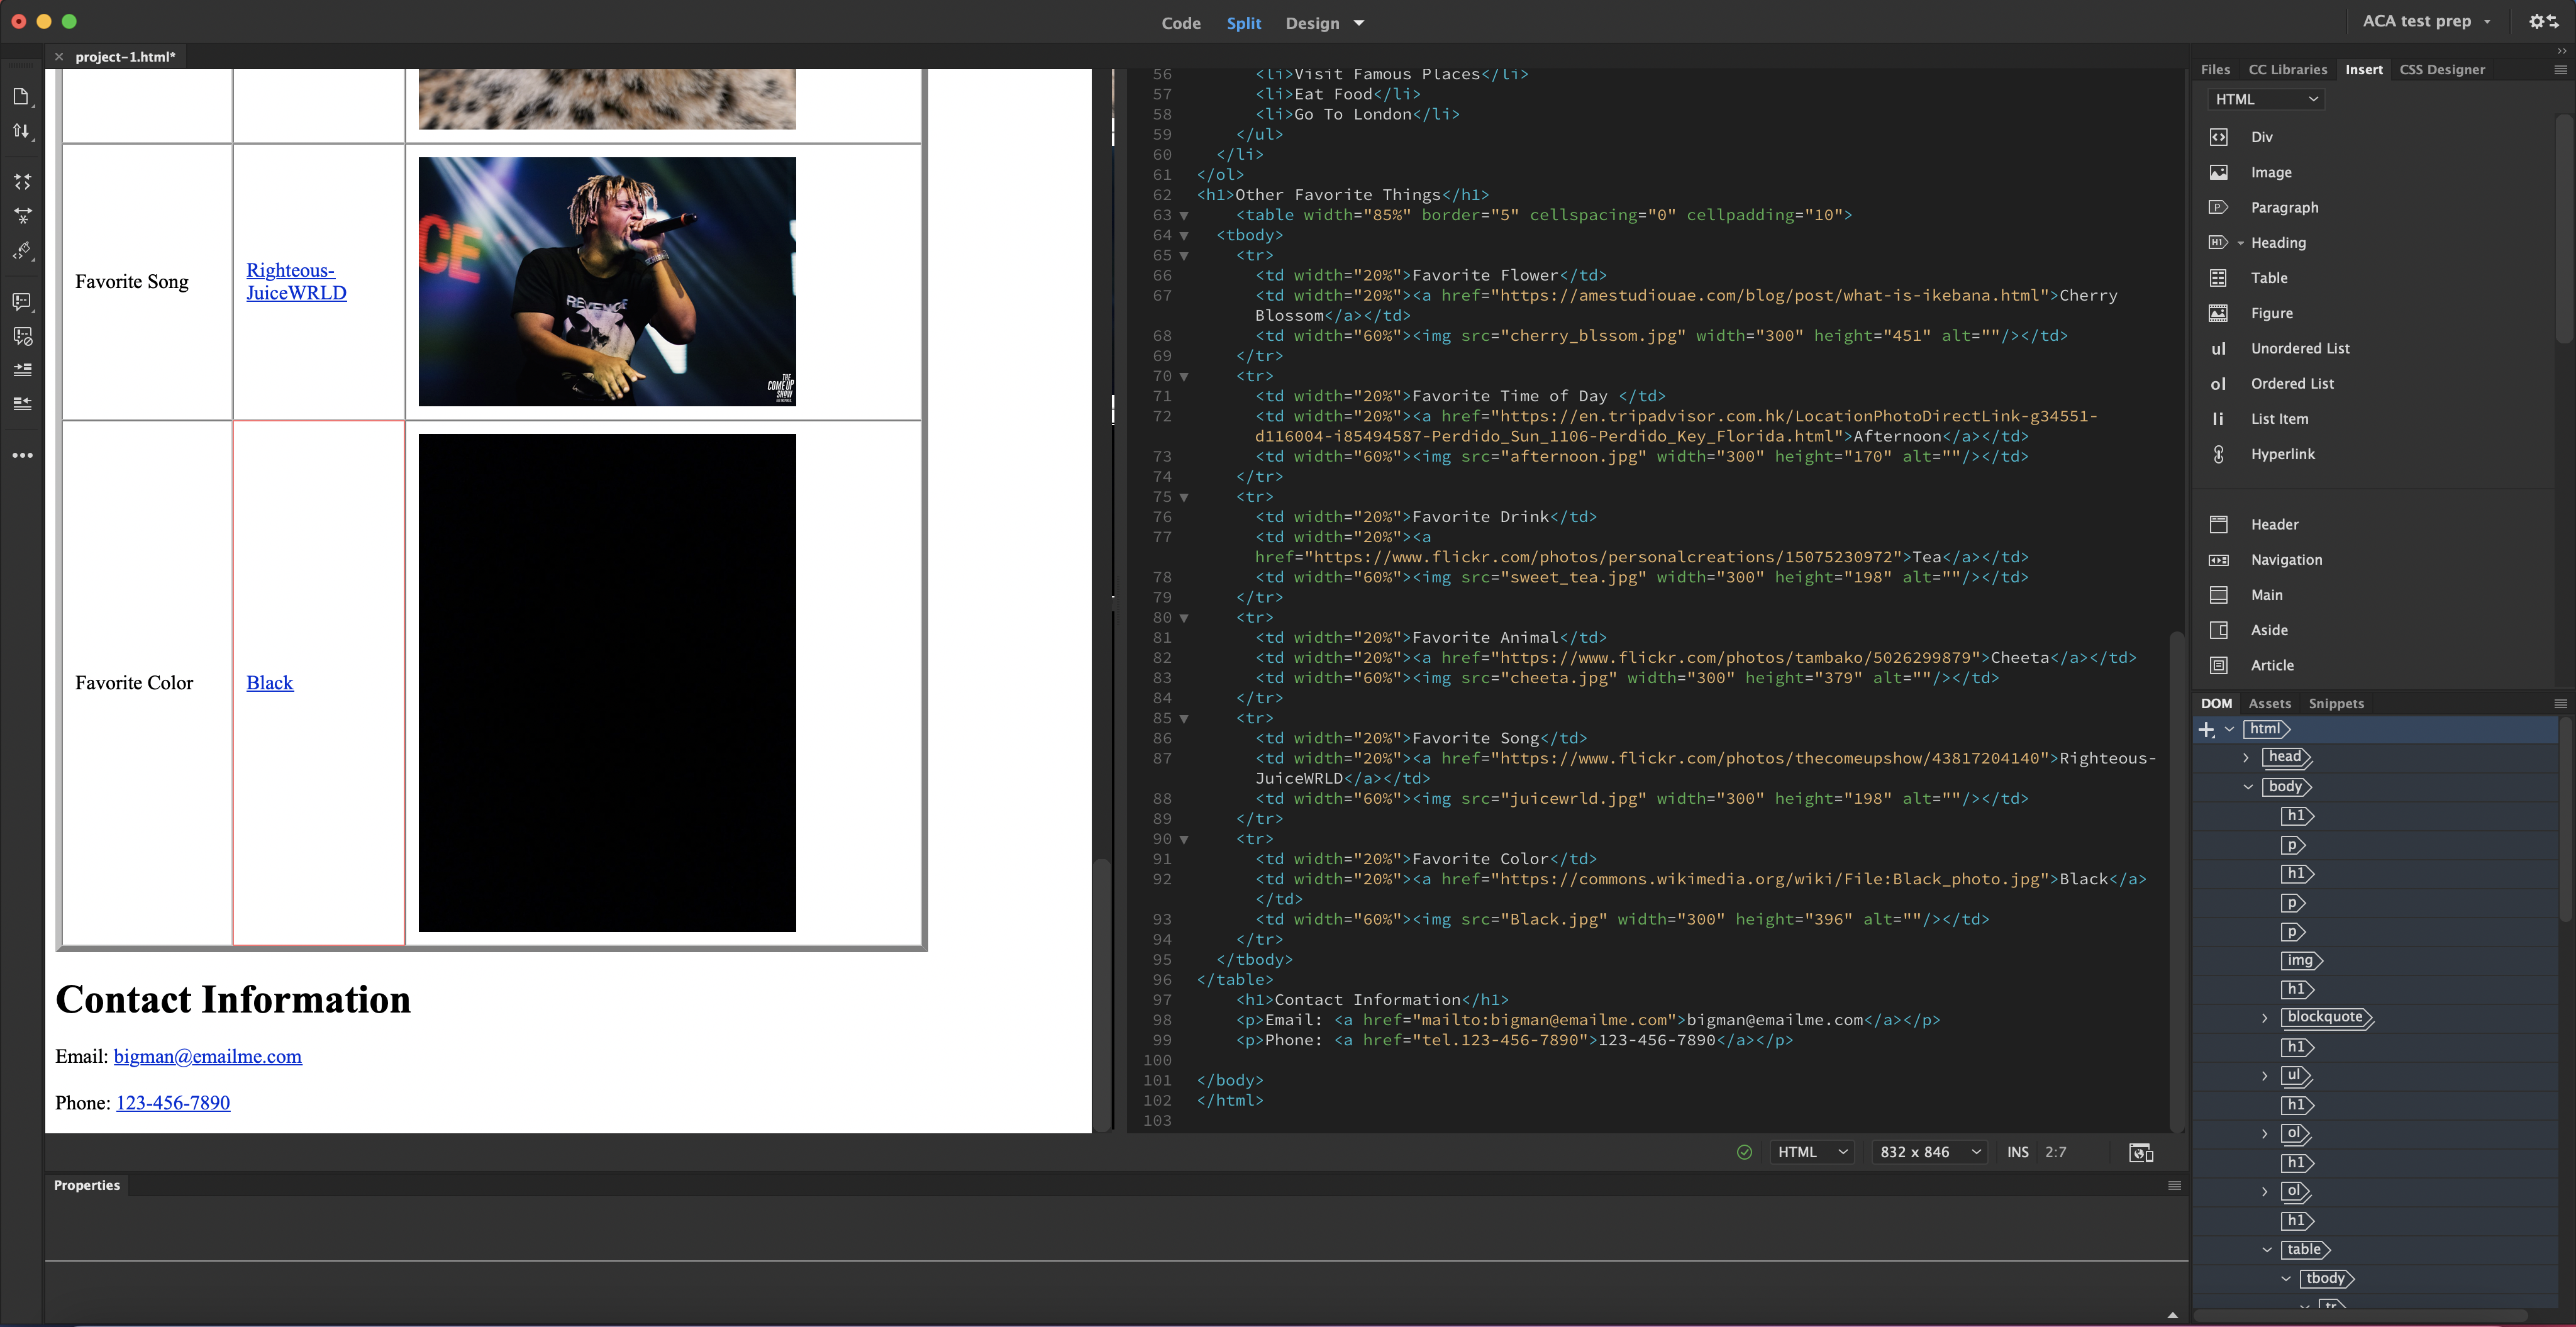 Code Split Design
ACA test prep
project-1.html*
Favorite Song
Righteous-
JuiceWRLD
CE
REVENGE
THE
COME UP
SHOW
Favorite Color
Black
Contact Information
Email: bigman@emailme.com
Phone: 123-456-7890
56 <li>Visit Famous Places</li>
57 <li>Eat Food</li>
58 <li>Go To London</li>
59 </ul>
60 </li>
61 </ol>
62 <h1>Other Favorite Things</h1>
63 <table width="85%" border="5" cellspacing="0" cellpadding="10">
64 <tbody>
65 <tr>
66 <td width="20%">Favorite Flower</td>
67 <td width="20%"><a href="https://amestudiouae.com/blog/post/what-is-ikebana.html">Cherry
Blossom</a></td>
68 <td width="60%"><img src="cherry_blssom.jpg" width="300" height="451" alt=""/></td>
69 </tr>
70 <tr>
71 <td width="20%">Favorite Time of Day </td>
72 <td width="20%"><a href="https://en.tripadvisor.com.hk/LocationPhotoDirectLink-g34551-
d116004-i85494587-Perdido_Sun_1106-Perdido_Key_Florida.html">Afternoon</a></td>
73 <td width="60%"><img src="afternoon.jpg" width="300" height="170" alt=""/></td>
74 </tr>
75 <tr>
76 <td width="20%">Favorite Drink</td>
77 <td width="20%"><a
href="https://www.flickr.com/photos/personalcreations/15075230972">Tea</a></td>
78 <td width="60%"><img src="sweet_tea.jpg" width="300" height="198" alt=""/></td>
79 </tr>
80 <tr>
81 <td width="20%">Favorite Animal</td>
82 <td width="20%"><a href="https://www.flickr.com/photos/tambako/5026299879">Cheeta</a></td>
83 <td width="60%"><img src="cheeta.jpg" width="300" height="379" alt=""/></td>
84 </tr>
85 <tr>
86 <td width="20%">Favorite Song</td>
87 <td width="20%"><a href="https://www.flickr.com/photos/thecomeupshow/43817204140">Righteous-
JuiceWRLD</a></td>
88 <td width="60%"><img src="juicewrld.jpg" width="300" height="198" alt=""/></td>
89 </tr>
90 <tr>
91 <td width="20%">Favorite Color</td>
92 <td width="20%"><a href="https://commons.wikimedia.org/wiki/File:Black_photo.jpg">Black</a>
</td>
93 <td width="60%"><img src="Black.jpg" width="300" height="396" alt=""/></td>
94 </tr>
95 </tbody>
96 </table>
97 <h1>Contact Information</h1>
98 <p>Email: <a href="mailto:bigman@emailme.com">bigman@emailme.com</a></p>
99 <p>Phone: <a href="tel.123-456-7890">123-456-7890</a></p>
100
101 </body>
102 </html>
103
HTML 832 x 846 INS 2:7
Properties
Files CC Libraries Insert CSS Designer
HTML
Div
Image
Paragraph
Heading
Table
Figure
ul Unordered List
ol Ordered List
li List Item
Hyperlink
Header
Navigation
Main
Aside
Article
DOM Assets Snippets
html
head
body
h1
p
h1
p
p
img
h1
blockquote
h1
ul
h1
ol
h1
ol
h1
table
tbody
tr